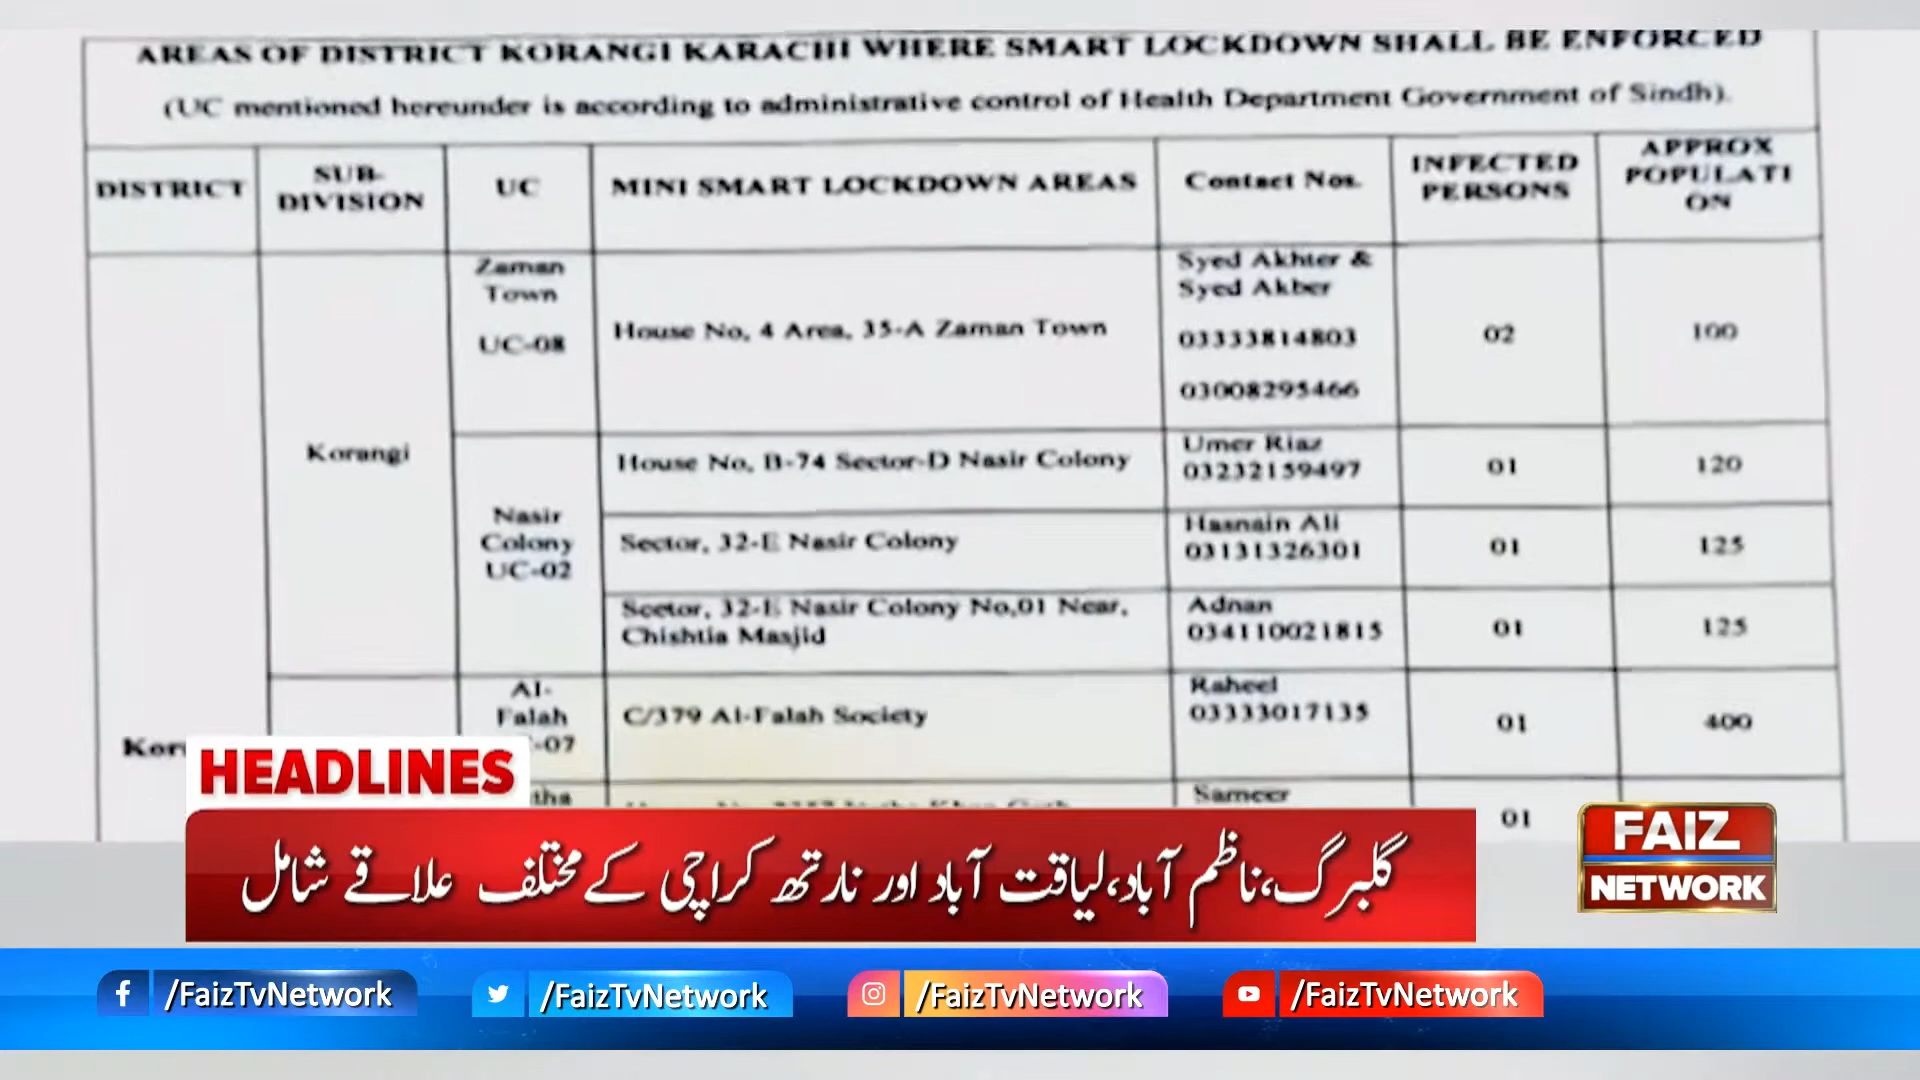 AREAS OF DISTRICT KORANGI KARACHI WHERE SMART LOCKDOWN SHALL BE ENFORCED
(UC mentioned hereunder is according to administrative control of Health Department Government of Sindh).
DISTRICT
SUB-
DIVISION
UC
MINI SMART LOCKDOWN AREAS
Contact Nos.
INFECTED
PERSONS
APPROX
POPULATI
ON
Zaman
Town
UC-08
House No, 4 Area, 35-A Zaman Town
Syed Akhter &
Syed Akber
03333814803
03008295466
02
100
Korangi
Nasir
Colony
UC-02
House No, B-74 Sector-D Nasir Colony
Umer Riaz
03232159497
01
120
Sector, 32-E Nasir Colony
Hasnain Ali
03131326301
01
125
Sector, 32-E Nasir Colony No,01 Near,
Chishtia Masjid
Adnan
034110021815
01
125
Al-
Falah
-07
C/379 Al-Falah Society
Raheel
03333017135
01
400
Sameer
01
HEADLINES
گلبرگ،ناظم آباد،لیاقت آباد اور نارتھ کراچی کے مختلف علاقے شامل
FAIZ
NETWORK
/FaizTvNetwork
/FaizTvNetwork
/FaizTvNetwork
/FaizTvNetwork